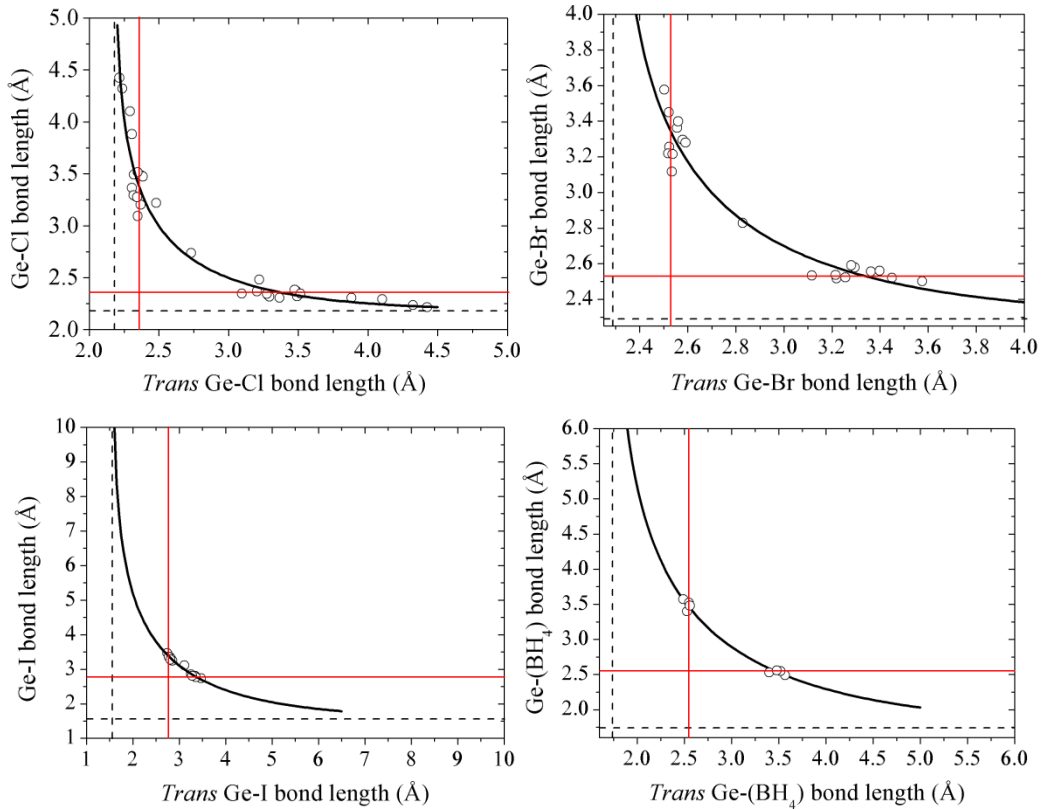 5.0
4.5
4.0
3.5
3.0
2.5
2.0
Ge-Cl bond length (Å)
2.0 2.5 3.0 3.5 4.0 4.5 5.0
Trans Ge-Cl bond length (Å)
4.0
3.8
3.6
3.4
3.2
3.0
2.8
2.6
2.4
Ge-Br bond length (Å)
2.4 2.6 2.8 3.0 3.2 3.4 3.6 3.8 4.0
Trans Ge-Br bond length (Å)
10
9
8
7
6
5
4
3
2
1
Ge-I bond length (Å)
1 2 3 4 5 6 7 8 9 10
Trans Ge-I bond length (Å)
6.0
5.5
5.0
4.5
4.0
3.5
3.0
2.5
2.0
Ge-(BH4) bond length (Å)
2.0 2.5 3.0 3.5 4.0 4.5 5.0 5.5 6.0
Trans Ge-(BH4) bond length (Å)